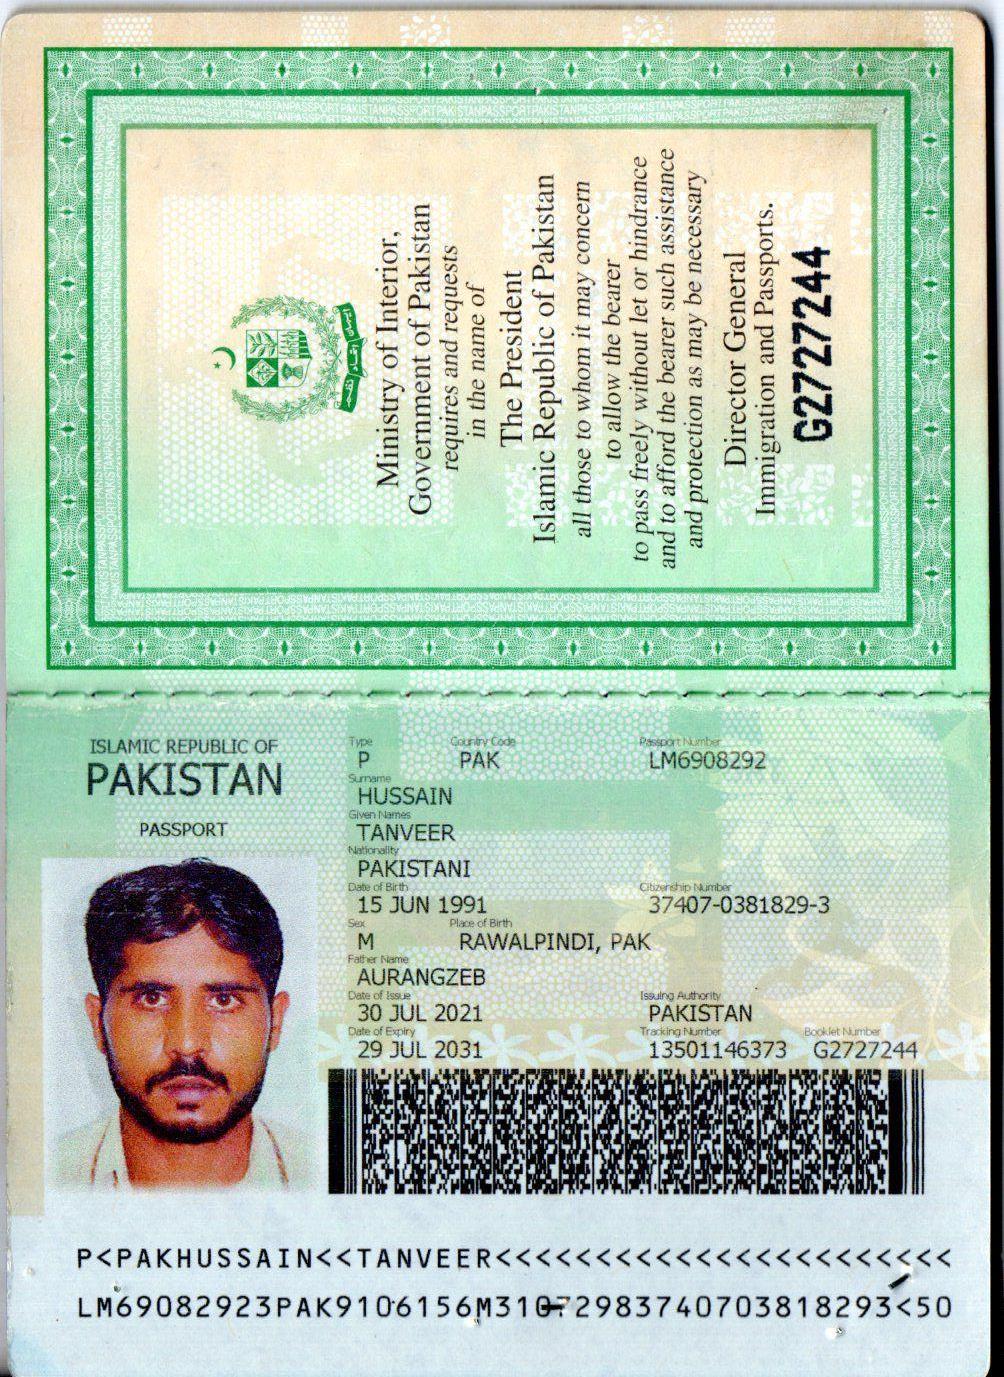 Ministry of Interior,
Government of Pakistan
requires and requests
in the name of
The President
Islamic Republic of Pakistan
all those to whom it may concern
to allow the bearer
to pass freely without let or hindrance
and to afford the bearer such assistance
and protection as may be necessary
Director General
Immigration and Passports.
G2727244
ISLAMIC REPUBLIC OF
PAKISTAN
PASSPORT
Type Country Code Passport Number
P PAK LM6908292
Surname
HUSSAIN
Given Names
TANVEER
Nationality
PAKISTANI
Date of Birth Citizenship Number
15 JUN 1991 37407-0381829-3
Sex Place of Birth
M RAWALPINDI, PAK
Father Name
AURANGZEB
Date of Issue Issuing Authority
30 JUL 2021 PAKISTAN
Date of Expiry Tracking Number Booklet Number
29 JUL 2031 13501146373 G2727244
P<PAKHUSSAIN<<TANVEER<<<<<<<<<<<<<<<<<<<<<<<